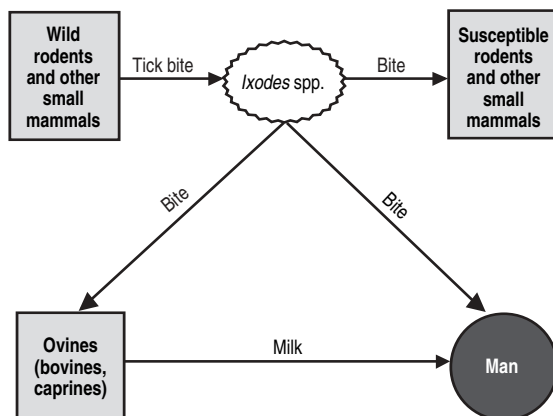 Wild
rodents
and other
small
mammals
Tick bite
Ixodes spp.
Bite
Susceptible
rodents
and other
small
mammals
Bite
Bite
Ovines
(bovines,
caprines)
Milk
Man